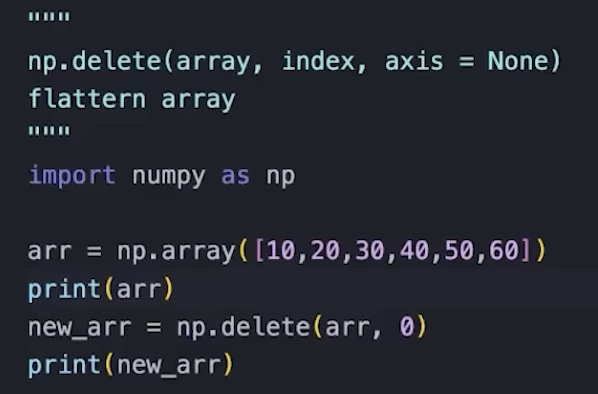 """
np.delete(array, index, axis = None)
flattern array
"""
import numpy as np
arr = np.array([10,20,30,40,50,60])
print(arr)
new_arr = np.delete(arr, 0)
print(new_arr)